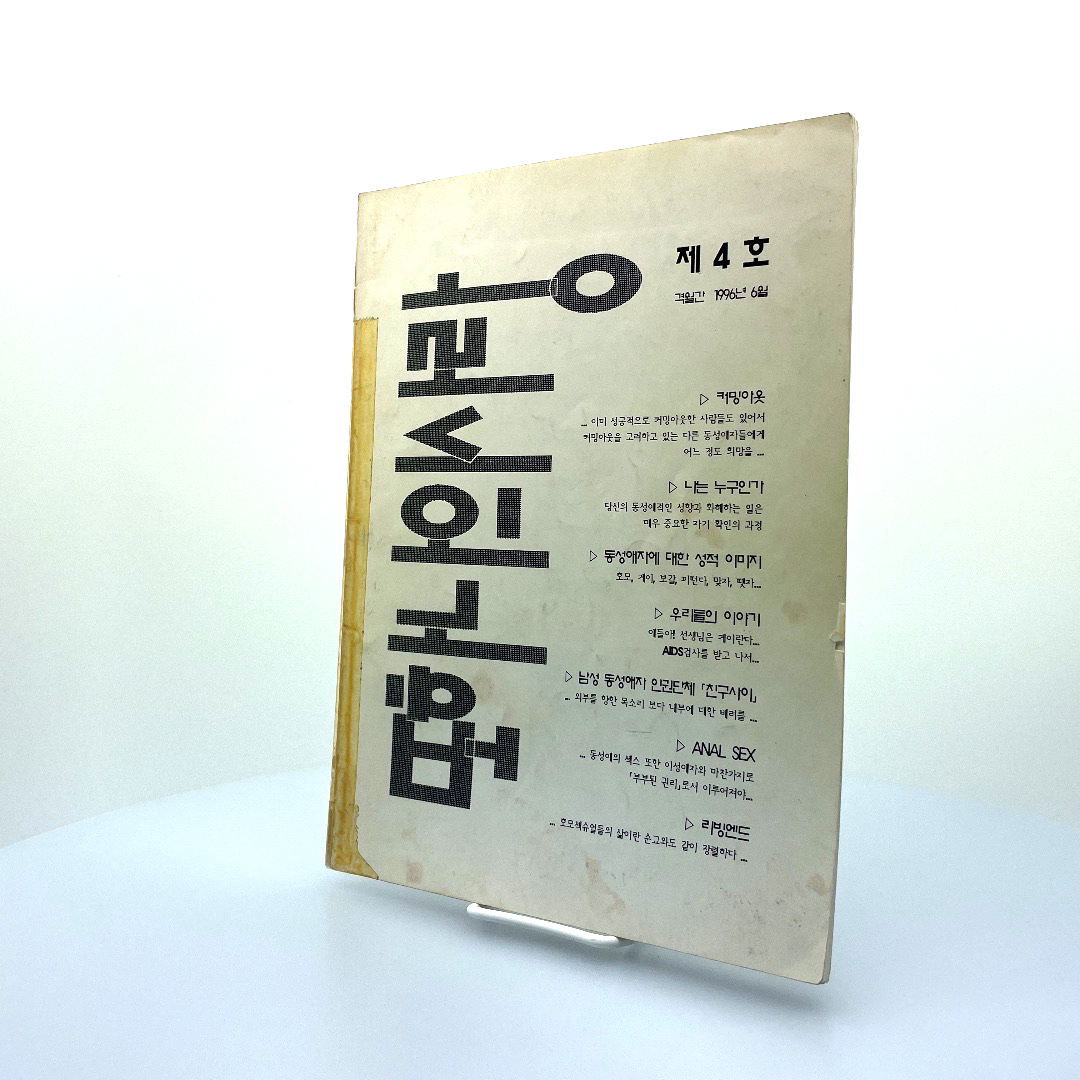 제 4 호
격월간 1996년 6월
▷ 커밍아웃
... 이미 성공적으로 커밍아웃한 사람들도 있어서
커밍아웃을 고려하고 있는 다른 동성애자들에게
어느 정도 희망을 ...
▷ 나는 누구인가
당신의 동성애적인 성향과 화해하는 일은
매우 중요한 자기 확인의 과정
▷ 동성애자에 대한 성적 이미지
호모, 게이, 보갈, 끼떤다, 맞자, 땟자...
▷ 우리들의 이야기
얘들아! 선생님은 게이란다...
AIDS검사를 받고 나서...
▷ 남성 동성애자 인권단체 「친구사이」
... 외부를 향한 목소리 보다 내부에 대한 배려를 ...
▷ ANAL SEX
... 동성애의 섹스 또한 이성애자와 마찬가지로
「부부된 권리」로서 이루어져야...
▷ 리빙엔드
... 호모섹슈얼들의 삶이란 순교와도 같이 장렬하다 ...